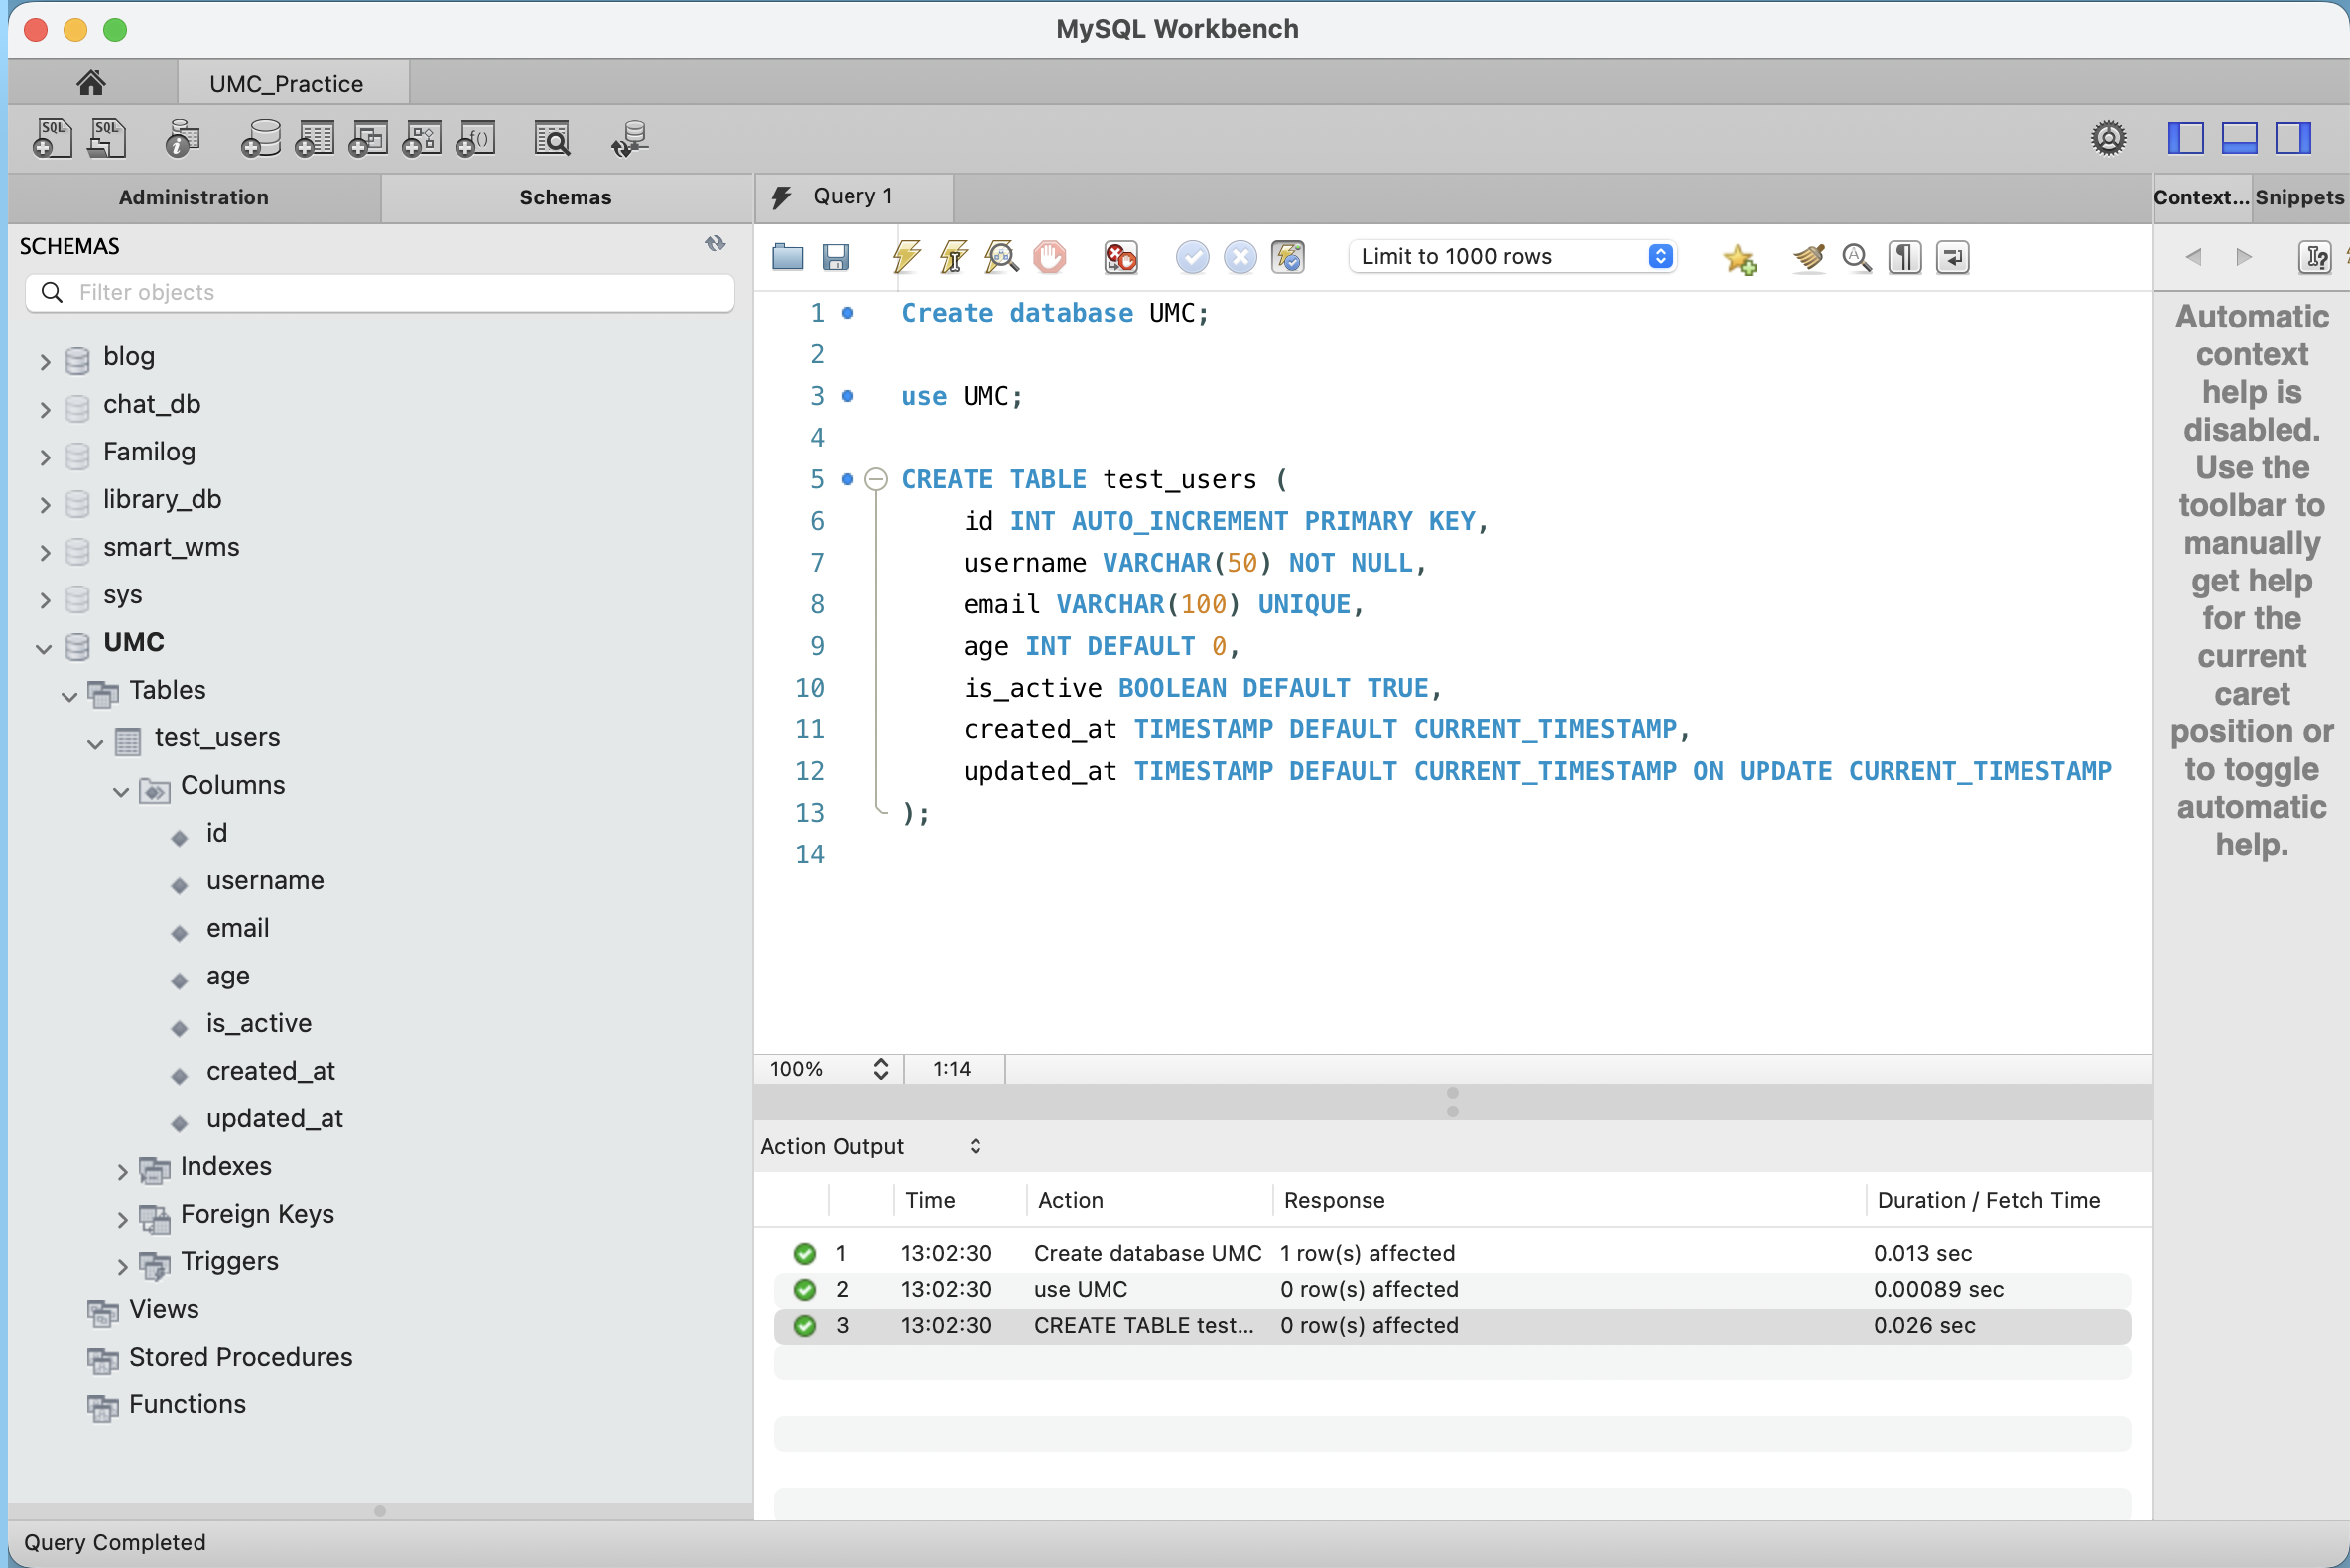 MySQL Workbench
UMC_Practice
Administration
Schemas
Query 1
Context...
Snippets
SCHEMAS
Filter objects
blog
chat_db
Familog
library_db
smart_wms
sys
UMC
Tables
test_users
Columns
id
username
email
age
is_active
created_at
updated_at
Indexes
Foreign Keys
Triggers
Views
Stored Procedures
Functions
Limit to 1000 rows
1 Create database UMC;
2
3 use UMC;
4
5 CREATE TABLE test_users (
6 id INT AUTO_INCREMENT PRIMARY KEY,
7 username VARCHAR(50) NOT NULL,
8 email VARCHAR(100) UNIQUE,
9 age INT DEFAULT 0,
10 is_active BOOLEAN DEFAULT TRUE,
11 created_at TIMESTAMP DEFAULT CURRENT_TIMESTAMP,
12 updated_at TIMESTAMP DEFAULT CURRENT_TIMESTAMP ON UPDATE CURRENT_TIMESTAMP
13 );
14
100% 1:14
Action Output
Time Action Response Duration / Fetch Time
1 13:02:30 Create database UMC 1 row(s) affected 0.013 sec
2 13:02:30 use UMC 0 row(s) affected 0.00089 sec
3 13:02:30 CREATE TABLE test... 0 row(s) affected 0.026 sec
Automatic
context
help is
disabled.
Use the
toolbar to
manually
get help
for the
current
caret
position or
to toggle
automatic
help.
Query Completed